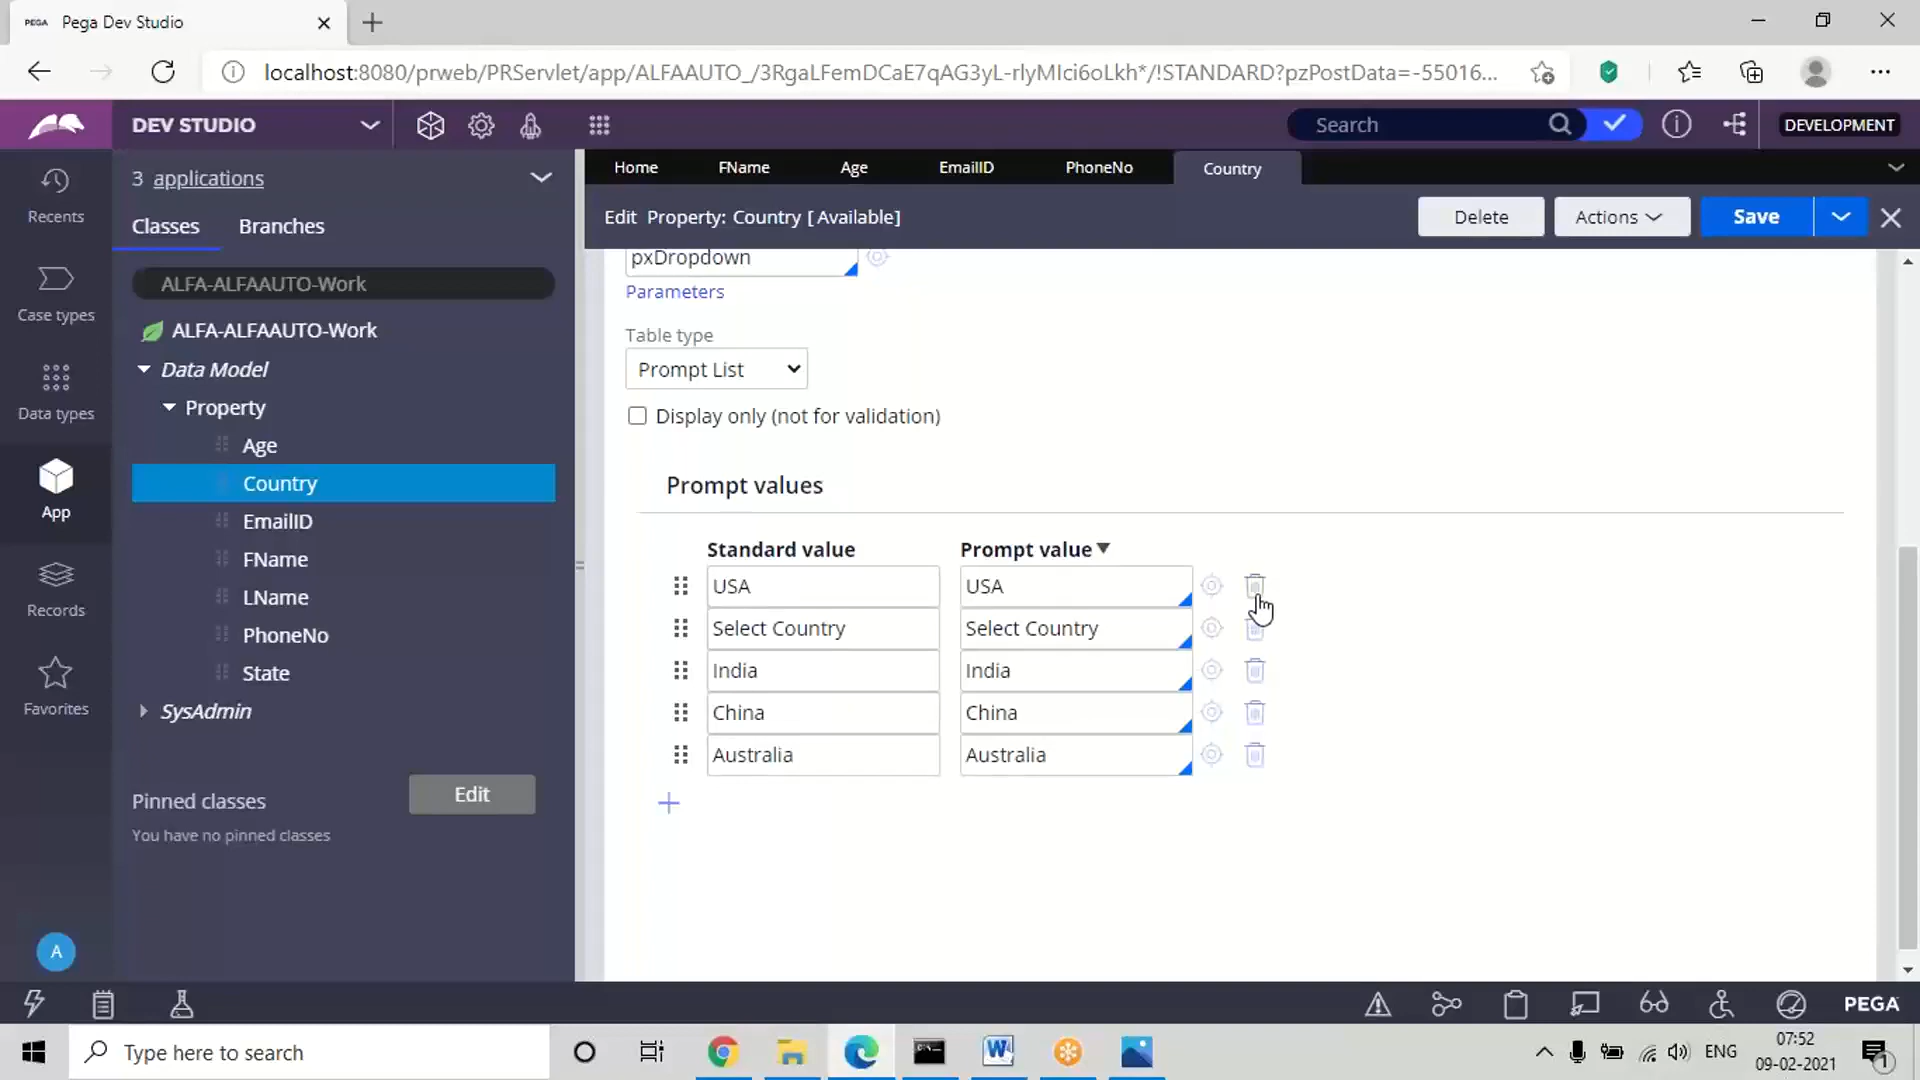 PEGA Pega Dev Studio
localhost:8080/prweb/PRServlet/app/ALFAAUTO_/3RgaLFemDCaE7qAG3yL-rlyMIci6oLkh*/!STANDARD?pzPostData=-55016...
DEV STUDIO
Search
DEVELOPMENT
3 applications
Home
FName
Age
EmailID
PhoneNo
Country
Recents
Classes
Branches
Edit Property: Country [ Available]
Delete
Actions
Save
pxDropdown
Parameters
ALFA-ALFAAUTO-Work
Case types
ALFA-ALFAAUTO-Work
Table type
Data Model
Prompt List
Data types
Property
Display only (not for validation)
Age
Country
Prompt values
App
EmailID
Standard value
Prompt value
FName
USA
USA
Records
LName
Select Country
Select Country
PhoneNo
India
India
State
China
China
Favorites
SysAdmin
Australia
Australia
Pinned classes
Edit
You have no pinned classes
A
PEGA
Type here to search
ENG
07:52
09-02-2021
1